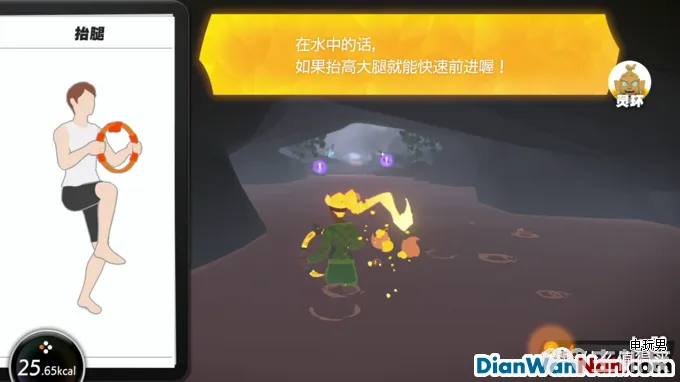 抬腿
在水中的话,
如果抬高大腿就能快速前进喔！
灵环
25.65kcal
电玩男
DianWanNan.com